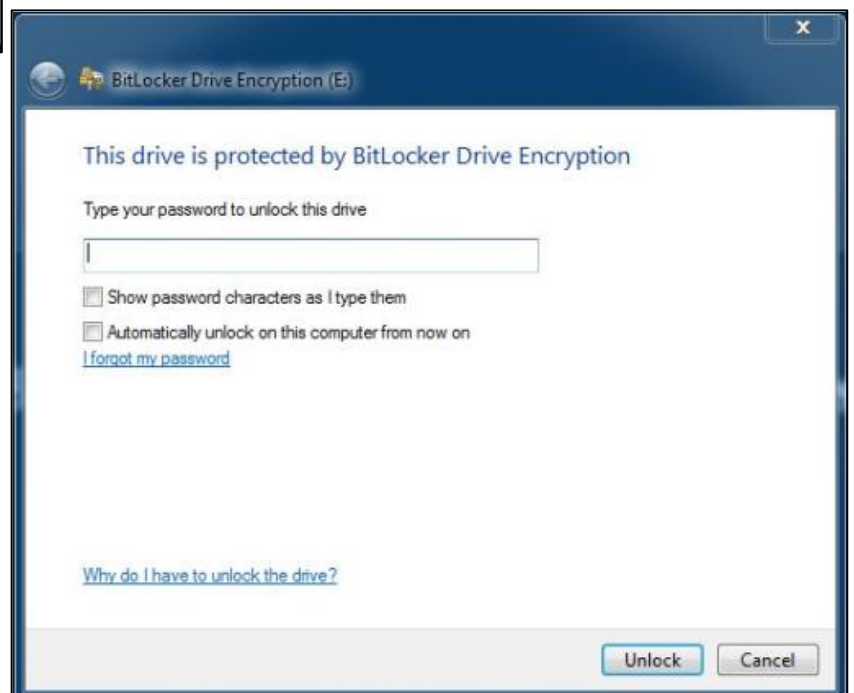 BitLocker Drive Encryption (E:)
This drive is protected by BitLocker Drive Encryption
Type your password to unlock this drive
Show password characters as I type them
Automatically unlock on this computer from now on
I forgot my password
Why do I have to unlock the drive?
Unlock Cancel